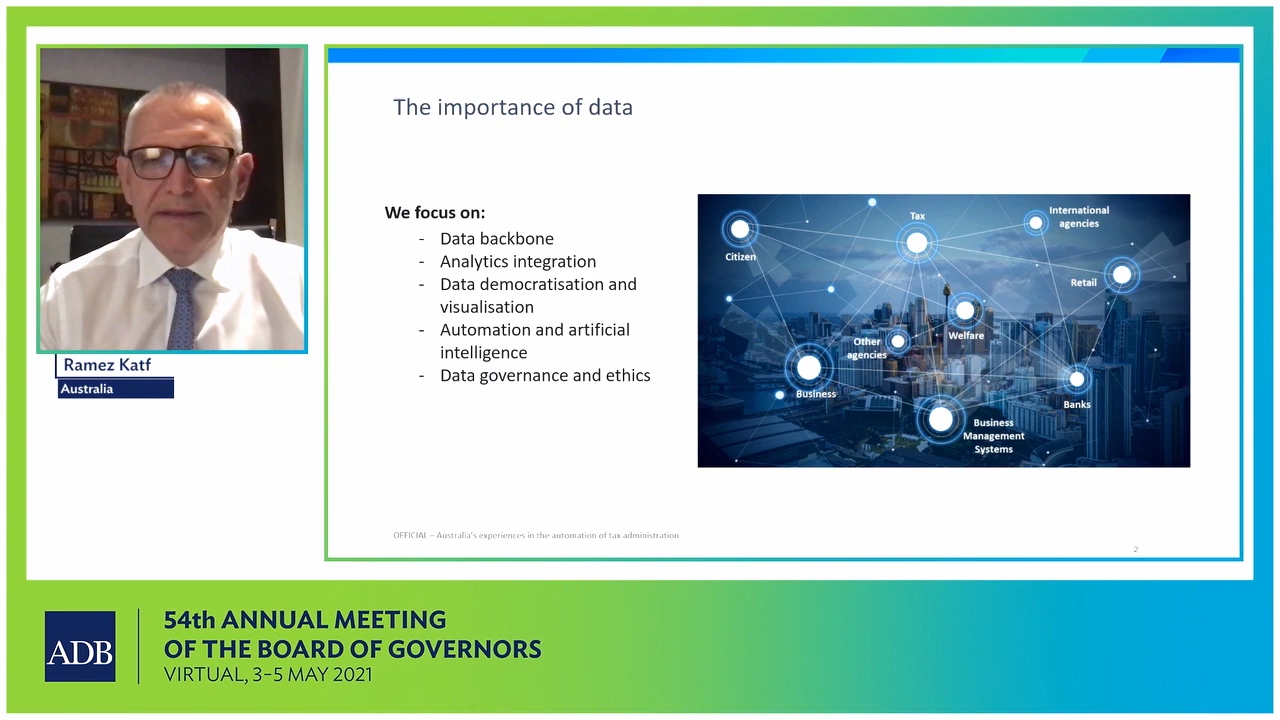 Ramez Katf
Australia
The importance of data
We focus on:
- Data backbone
- Analytics integration
- Data democratisation and
visualisation
- Automation and artificial
intelligence
- Data governance and ethics
Citizen
Tax
International
agencies
Retail
Welfare
Other
agencies
Business
Banks
Business
Management
Systems
OFFICIAL – Australia's experiences in the automation of tax administration
2
ADB
54th ANNUAL MEETING
OF THE BOARD OF GOVERNORS
VIRTUAL, 3–5 MAY 2021